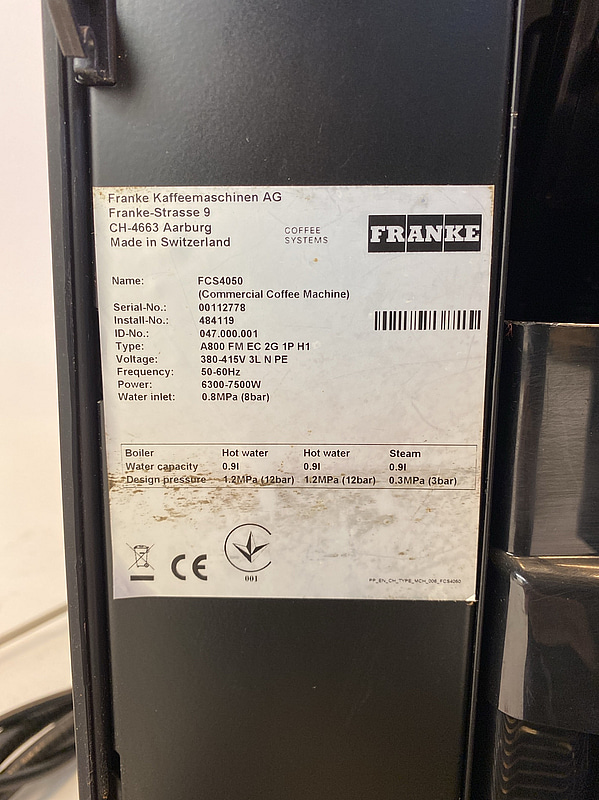 Franke Kaffeemaschinen AG
Franke-Strasse 9
CH-4663 Aarburg
Made in Switzerland
COFFEE
SYSTEMS
FRANKE
Name: FCS4050
(Commercial Coffee Machine)
Serial-No.: 00112778
Install-No.: 484119
ID-No.: 047.000.001
Type: A800 FM EC 2G 1P H1
Voltage: 380-415V 3L N PE
Frequency: 50-60Hz
Power: 6300-7500W
Water inlet: 0.8MPa (8bar)
Boiler Hot water Hot water Steam
Water capacity 0.9l 0.9l 0.9l
Design pressure 1.2MPa (12bar) 1.2MPa (12bar) 0.3MPa (3bar)
CE
001
PP_EN_CH_TYPE_MCH_006_FCS4050